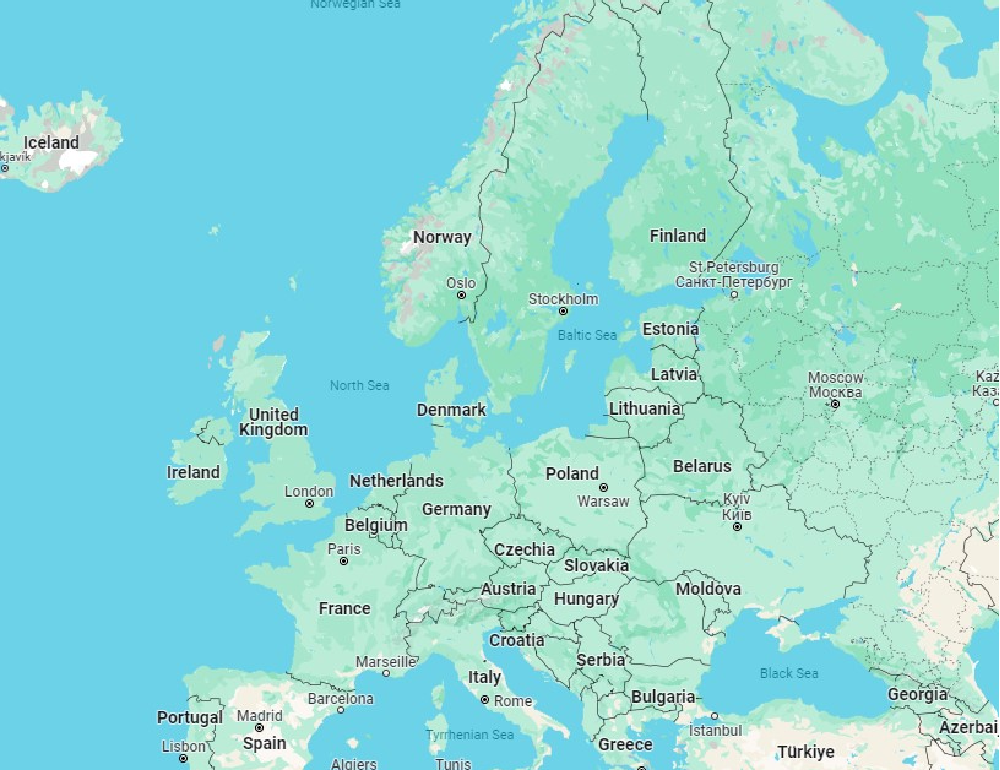 Norwegian Sea
Iceland
kjavik
Norway
Finland
Oslo
St Petersburg
Санкт-Петербург
Stockholm
Estonia
Baltic Sea
Latvia
Moscow
Москва
Kaz
Каза
North Sea
Denmark
Lithuania
United
Kingdom
Ireland
Netherlands
Poland
Belarus
London
Warsaw
Germany
Kyiv
Київ
Belgium
Paris
Czechia
Slovakia
Austria
Hungary
Moldova
France
Croatia
Serbia
Marseille
Italy
Black Sea
Barcelona
Rome
Bulgaria
Georgia
Portugal
Madrid
Istanbul
Azerbai
Tyrrhenian Sea
Lisbon
Spain
Greece
Türkiye
Algiers
Tunis